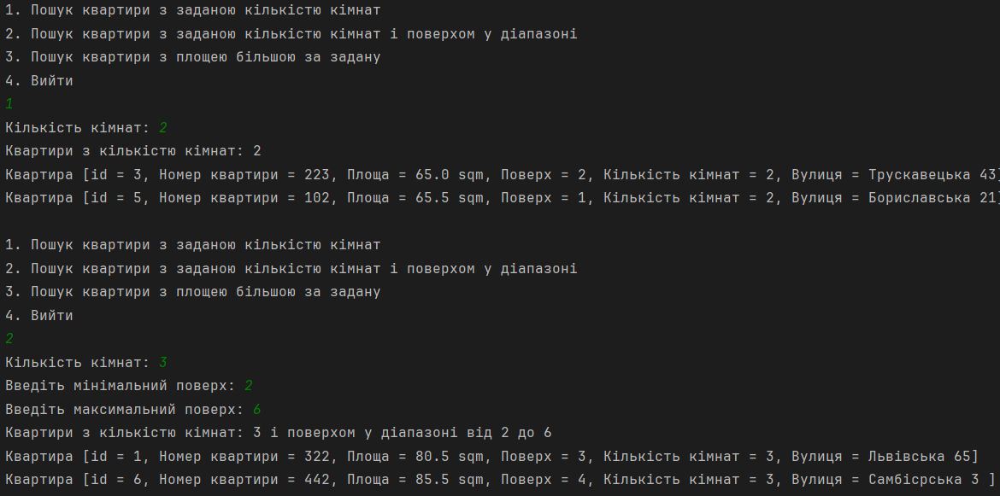 1. Пошук квартири з заданою кількістю кімнат
2. Пошук квартири з заданою кількістю кімнат і поверхом у діапазоні
3. Пошук квартири з площею більшою за задану
4. Вийти
1
Кількість кімнат: 2
Квартири з кількістю кімнат: 2
Квартира [id = 3, Номер квартири = 223, Площа = 65.0 sqm, Поверх = 2, Кількість кімнат = 2, Вулиця = Трускавецька 43]
Квартира [id = 5, Номер квартири = 102, Площа = 65.5 sqm, Поверх = 1, Кількість кімнат = 2, Вулиця = Бориславська 21]
1. Пошук квартири з заданою кількістю кімнат
2. Пошук квартири з заданою кількістю кімнат і поверхом у діапазоні
3. Пошук квартири з площею більшою за задану
4. Вийти
2
Кількість кімнат: 3
Введіть мінімальний поверх: 2
Введіть максимальний поверх: 6
Квартири з кількістю кімнат: 3 і поверхом у діапазоні від 2 до 6
Квартира [id = 1, Номер квартири = 322, Площа = 80.5 sqm, Поверх = 3, Кількість кімнат = 3, Вулиця = Львівська 65]
Квартира [id = 6, Номер квартири = 442, Площа = 85.5 sqm, Поверх = 4, Кількість кімнат = 3, Вулиця = Самбієрська 3 ]